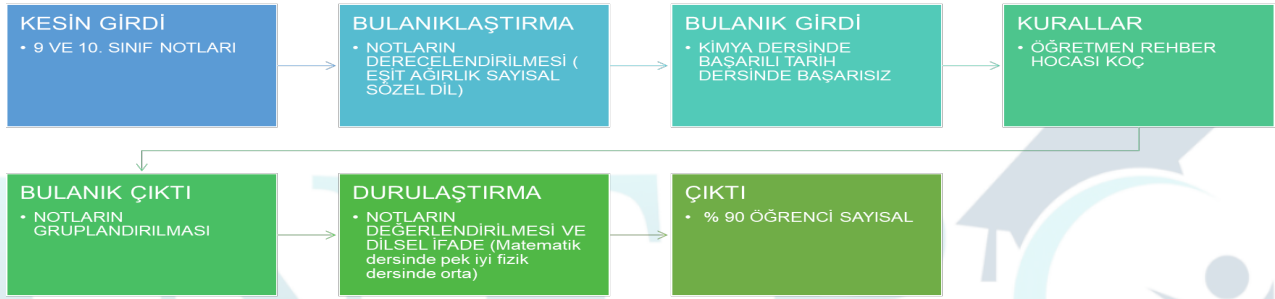 KESİN GİRDİ
• 9 VE 10. SINIF NOTLARI
BULANIKLAŞTIRMA
• NOTLARIN
DERECELENDİRİLMESİ (
EŞİT AĞIRLIK SAYISAL
SÖZEL DİL)
BULANIK GİRDİ
• KİMYA DERSİNDE
BAŞARILI TARİH
DERSİNDE BAŞARISIZ
KURALLAR
• ÖĞRETMEN REHBER
HOCASI KOÇ
BULANIK ÇIKTI
• NOTLARIN
GRUPLANDIRILMASI
DURULAŞTIRMA
• NOTLARIN
DEĞERLENDİRİLMESİ VE
DİLSEL İFADE (Matematik
dersinde pek iyi fizik
dersinde orta)
ÇIKTI
• % 90 ÖĞRENCİ SAYISAL